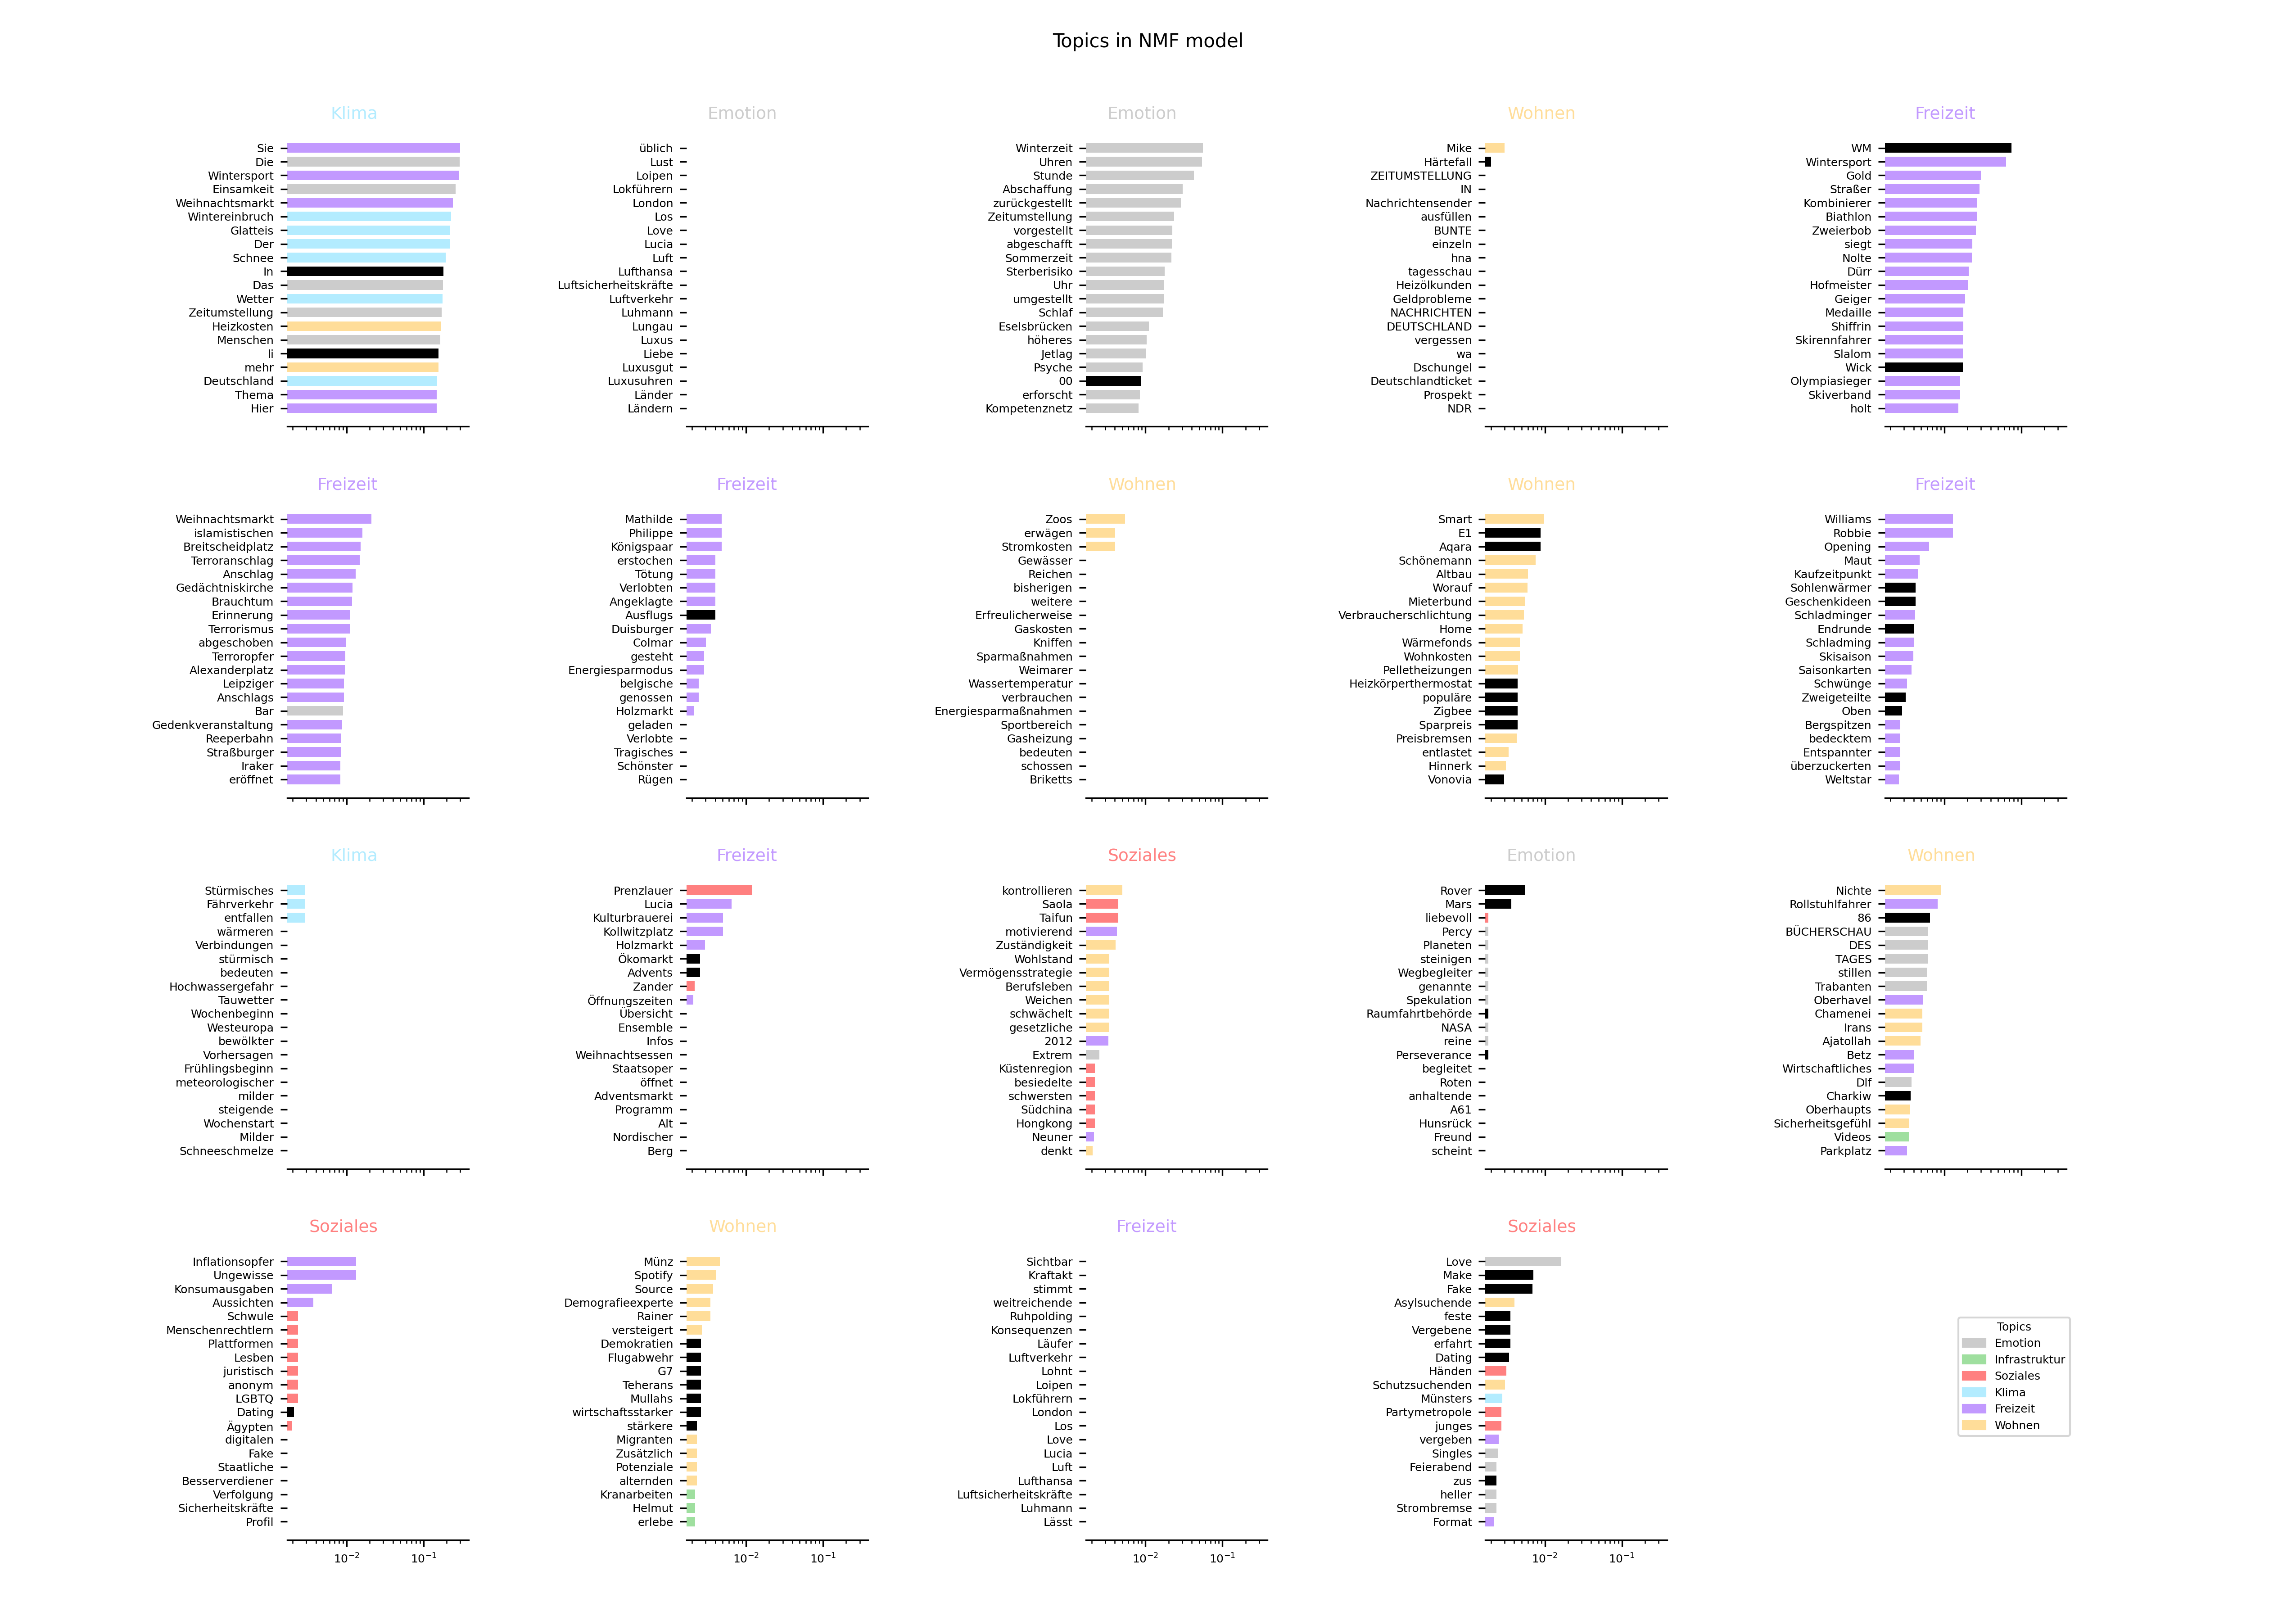 Topics in NMF model
Klima
Sie
Die
Wintersport
Einsamkeit
Weihnachtsmarkt
Wintereinbruch
Glatteis
Der
Schnee
In
Das
Wetter
Zeitumstellung
Heizkosten
Menschen
li
mehr
Deutschland
Thema
Hier
Emotion
üblich
Lust
Loipen
Lokführern
London
Los
Love
Lucia
Luft
Lufthansa
Luftsicherheitskräfte
Luftverkehr
Luhmann
Lungau
Luxus
Liebe
Luxusgut
Luxusuhren
Länder
Ländern
Emotion
Winterzeit
Uhren
Stunde
Abschaffung
zurückgestellt
Zeitumstellung
vorgestellt
abgeschafft
Sommerzeit
Sterberisiko
Uhr
umgestellt
Schlaf
Eselsbrücken
höheres
Jetlag
Psyche
00
erforscht
Kompetenznetz
Wohnen
Mike
Härtefall
ZEITUMSTELLUNG
IN
Nachrichtensender
ausfüllen
BUNTE
einzeln
hna
tagesschau
Heizölkunden
Geldprobleme
NACHRICHTEN
DEUTSCHLAND
vergessen
wa
Dschungel
Deutschlandticket
Prospekt
NDR
Freizeit
WM
Wintersport
Gold
Straßer
Kombinierer
Biathlon
Zweierbob
siegt
Nolte
Dürr
Hofmeister
Geiger
Medaille
Shiffrin
Skirennfahrer
Slalom
Wick
Olympiasieger
Skiverband
holt
Freizeit
Weihnachtsmarkt
islamistischen
Breitscheidplatz
Terroranschlag
Anschlag
Gedächtniskirche
Brauchtum
Erinnerung
Terrorismus
abgeschoben
Terroropfer
Alexanderplatz
Leipziger
Anschlags
Bar
Gedenkveranstaltung
Reeperbahn
Straßburger
Iraker
eröffnet
Freizeit
Mathilde
Philippe
Königspaar
erstochen
Tötung
Verlobten
Angeklagte
Ausflugs
Duisburger
Colmar
gesteht
Energiesparmodus
belgische
genossen
Holzmarkt
geladen
Verlobte
Tragisches
Schönster
Rügen
Wohnen
Zoos
erwägen
Stromkosten
Gewässer
Reichen
bisherigen
weitere
Erfreulicherweise
Gaskosten
Kniffen
Sparmaßnahmen
Weimarer
Wassertemperatur
verbrauchen
Energiesparmaßnahmen
Sportbereich
Gasheizung
bedeuten
schossen
Briketts
Wohnen
Smart
E1
Aqara
Schönemann
Altbau
Worauf
Mieterbund
Verbraucherschlichtung
Home
Wärmefonds
Wohnkosten
Pelletheizungen
Heizkörperthermostat
populäre
Zigbee
Sparpreis
Preisbremsen
entlastet
Hinnerk
Vonovia
Freizeit
Williams
Robbie
Opening
Maut
Kaufzeitpunkt
Sohlenwärmer
Geschenkideen
Schladminger
Endrunde
Schladming
Skisaison
Saisonkarten
Schwünge
Zweigeteilte
Oben
Bergspitzen
bedecktem
Entspannter
überzuckerten
Weltstar
Klima
Stürmisches
Fährverkehr
entfallen
wärmeren
Verbindungen
stürmisch
bedeuten
Hochwassergefahr
Tauwetter
Wochenbeginn
Westeuropa
bewölkter
Vorhersagen
Frühlingsbeginn
meteorologischer
milder
steigende
Wochenstart
Milder
Schneeschmelze
Freizeit
Prenzlauer
Lucia
Kulturbrauerei
Kollwitzplatz
Holzmarkt
Ökomarkt
Advents
Zander
Öffnungszeiten
Übersicht
Ensemble
Infos
Weihnachtsessen
Staatsoper
öffnet
Adventsmarkt
Programm
Alt
Nordischer
Berg
Soziales
kontrollieren
Saola
Taifun
motivierend
Zuständigkeit
Wohlstand
Vermögensstrategie
Berufsleben
Weichen
schwächelt
gesetzliche
2012
Extrem
Küstenregion
besiedelte
schwersten
Südchina
Hongkong
Neuner
denkt
Emotion
Rover
Mars
liebevoll
Percy
Planeten
steinigen
Wegbegleiter
genannte
Spekulation
Raumfahrtbehörde
NASA
reine
Perseverance
begleitet
Roten
anhaltende
A61
Hunsrück
Freund
scheint
Wohnen
Nichte
Rollstuhlfahrer
86
BÜCHERSCHAU
DES
TAGES
stillen
Trabanten
Oberhavel
Chamenei
Irans
Ajatollah
Betz
Wirtschaftliches
Dlf
Charkiw
Oberhaupts
Sicherheitsgefühl
Videos
Parkplatz
Soziales
Inflationsopfer
Ungewisse
Konsumausgaben
Aussichten
Schwule
Menschenrechtlern
Plattformen
Lesben
juristisch
anonym
LGBTQ
Dating
Ägypten
digitalen
Fake
Staatliche
Besserverdiener
Verfolgung
Sicherheitskräfte
Profil
10⁻² 10⁻¹
Wohnen
Münz
Spotify
Source
Demografieexperte
Rainer
versteigert
Demokratien
Flugabwehr
G7
Teherans
Mullahs
wirtschaftsstarker
stärkere
Migranten
Zusätzlich
Potenziale
alternden
Kranarbeiten
Helmut
erlebe
10⁻² 10⁻¹
Freizeit
Sichtbar
Kraftakt
stimmt
weitreichende
Ruhpolding
Konsequenzen
Läufer
Luftverkehr
Lohnt
Loipen
Lokführern
London
Los
Love
Lucia
Luft
Lufthansa
Luftsicherheitskräfte
Luhmann
Lässt
10⁻² 10⁻¹
Soziales
Love
Make
Fake
Asylsuchende
feste
Vergebene
erfahrt
Dating
Händen
Schutzsuchenden
Münsters
Partymetropole
junges
vergeben
Singles
Feierabend
zus
heller
Strombremse
Format
10⁻² 10⁻¹
Topics
Emotion
Infrastruktur
Soziales
Klima
Freizeit
Wohnen